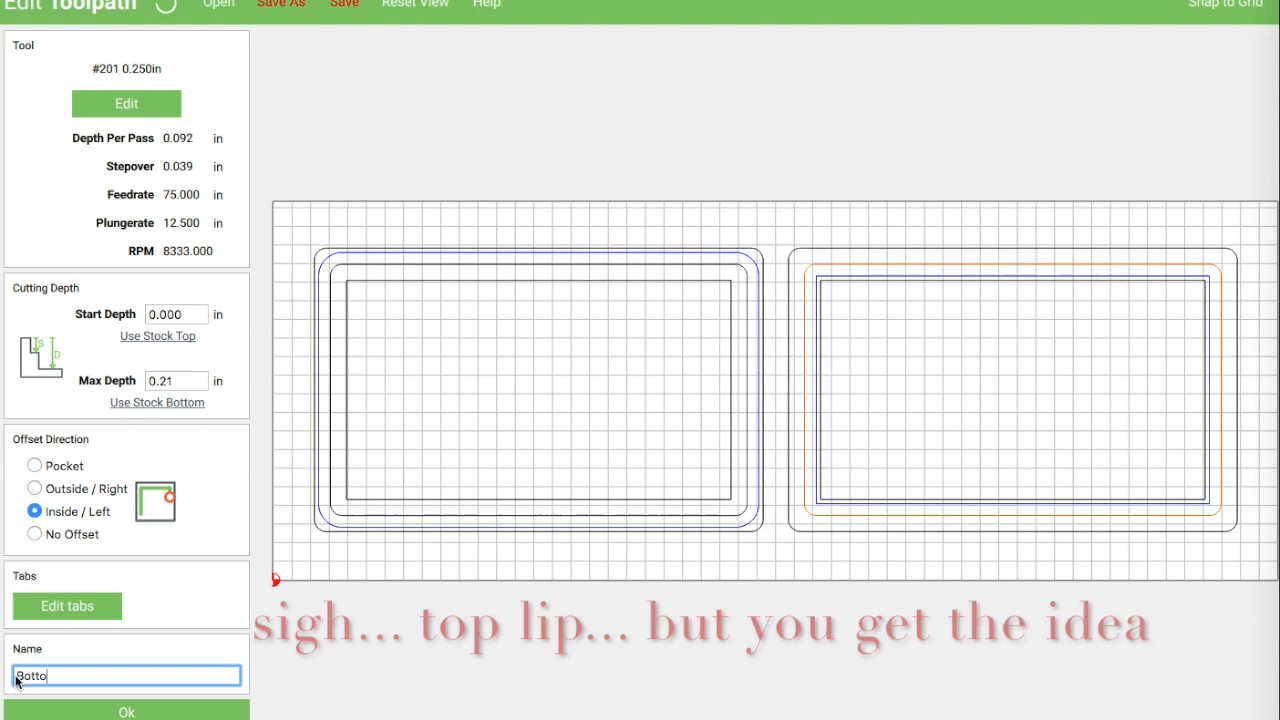 Edit Toolpath Open Save As Save Reset View Help Snap to Grid
Tool
#201 0.250in
Edit
Depth Per Pass 0.092 in
Stepover 0.039 in
Feedrate 75.000 in
Plungerate 12.500 in
RPM 8333.000
Cutting Depth
Start Depth 0.000 in
Use Stock Top
S
D
Max Depth 0.21 in
Use Stock Bottom
Offset Direction
Pocket
Outside / Right
Inside / Left
No Offset
Tabs
Edit tabs
sigh... top lip... but you get the idea
Name
Botto
Ok